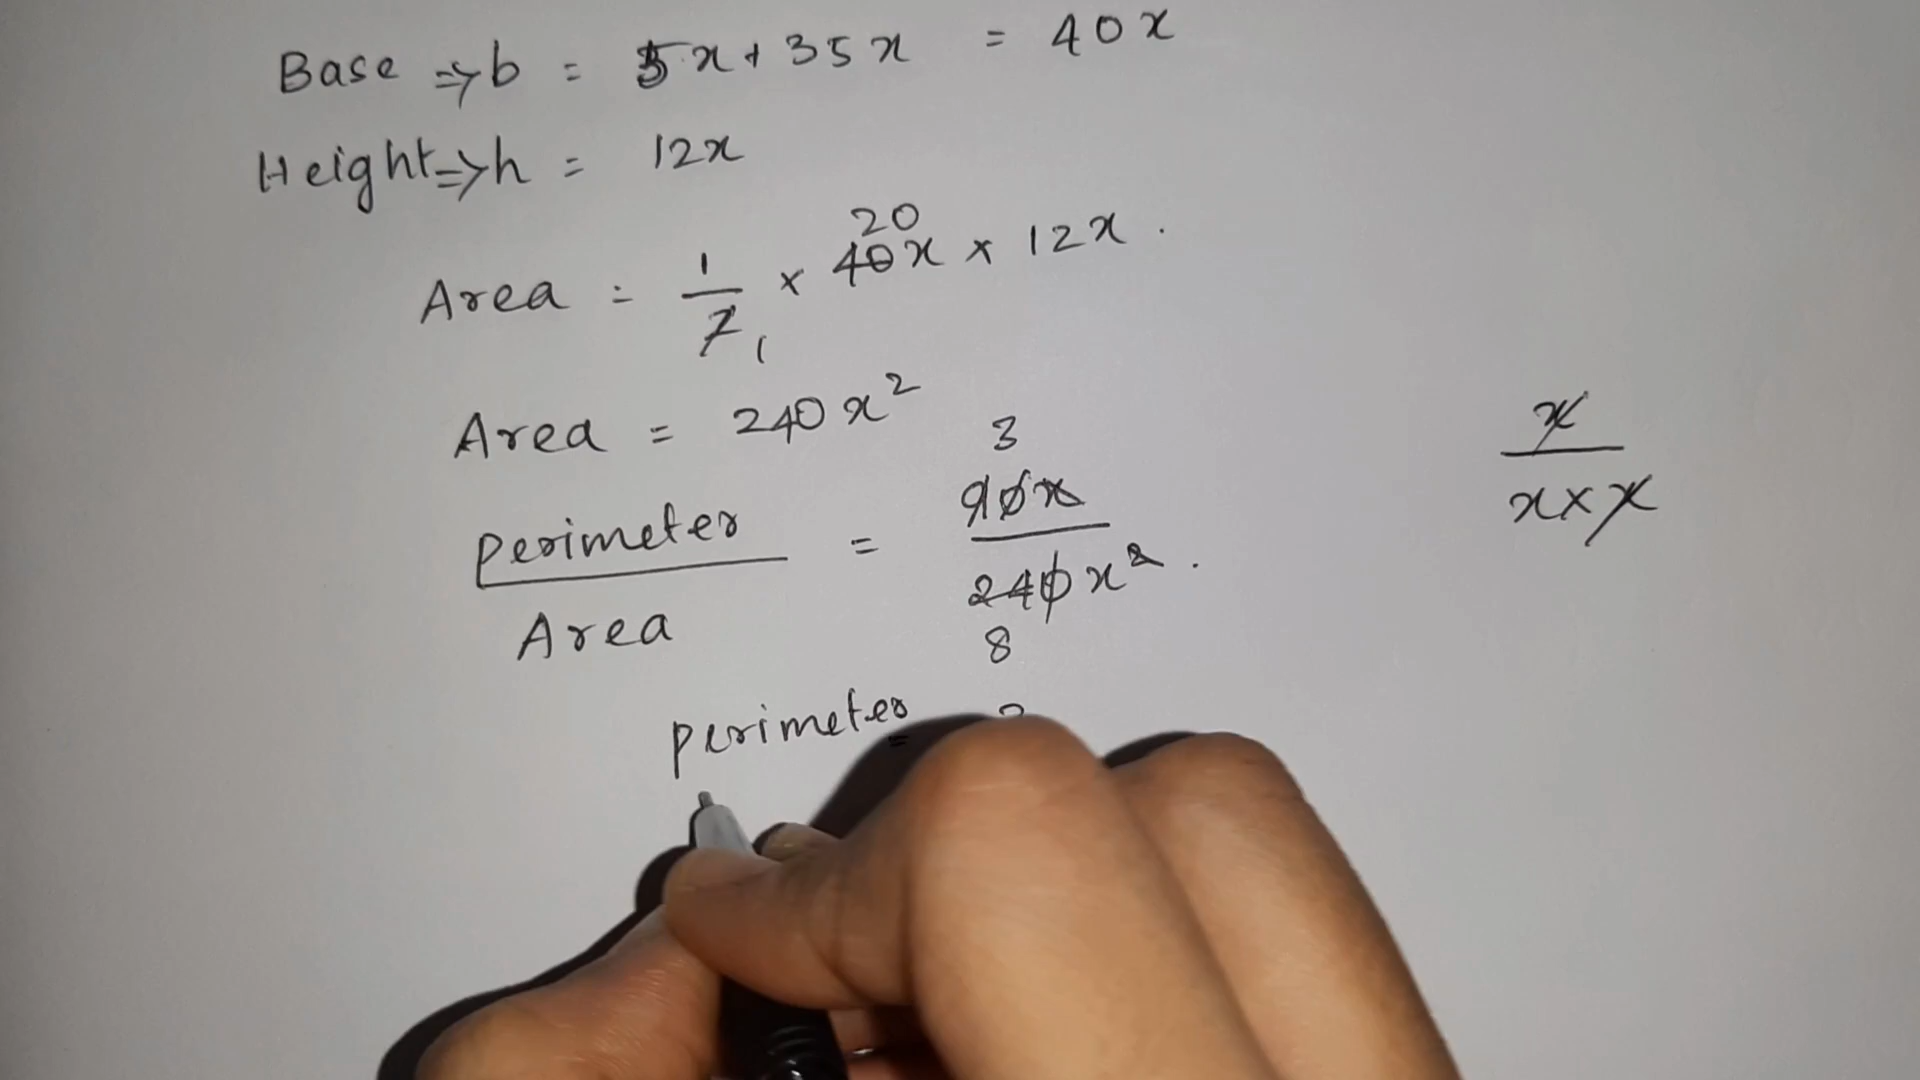 Base => b = 5x + 35x = 40x
Height => h = 12x
20
Area = 1/2 1 × 40x × 12x .
Area = 240x²
3
perimeter/Area = 90x/240x² .
8
x/x×x
perimeter =